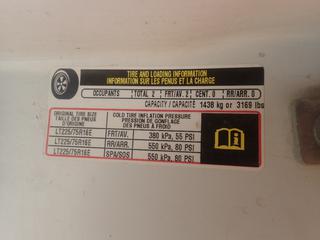 TIRE AND LOADING INFORMATION
INFORMATION SUR LES PENUS ET LA CHARGE
OCCUPANTS TOTAL 2 FRT/AV. 2 CENT. 0 RR/ARR. 0
CAPACITY / CAPACITÉ 1438 kg or 3169 lbs
ORIGINAL TIRE SIZE
TAILLE DES PNEUS
D'ORIGINE
COLD TIRE INFLATION PRESSURE
PRESSION DE GONFLAGE
DES PNEUS À FROID
LT225/75R16E FRT/AV. 380 kPa, 55 PSI
LT225/75R16E RR/ARR. 550 kPa, 80 PSI
LT225/75R16E SPA/SOS 550 kPa, 80 PSI